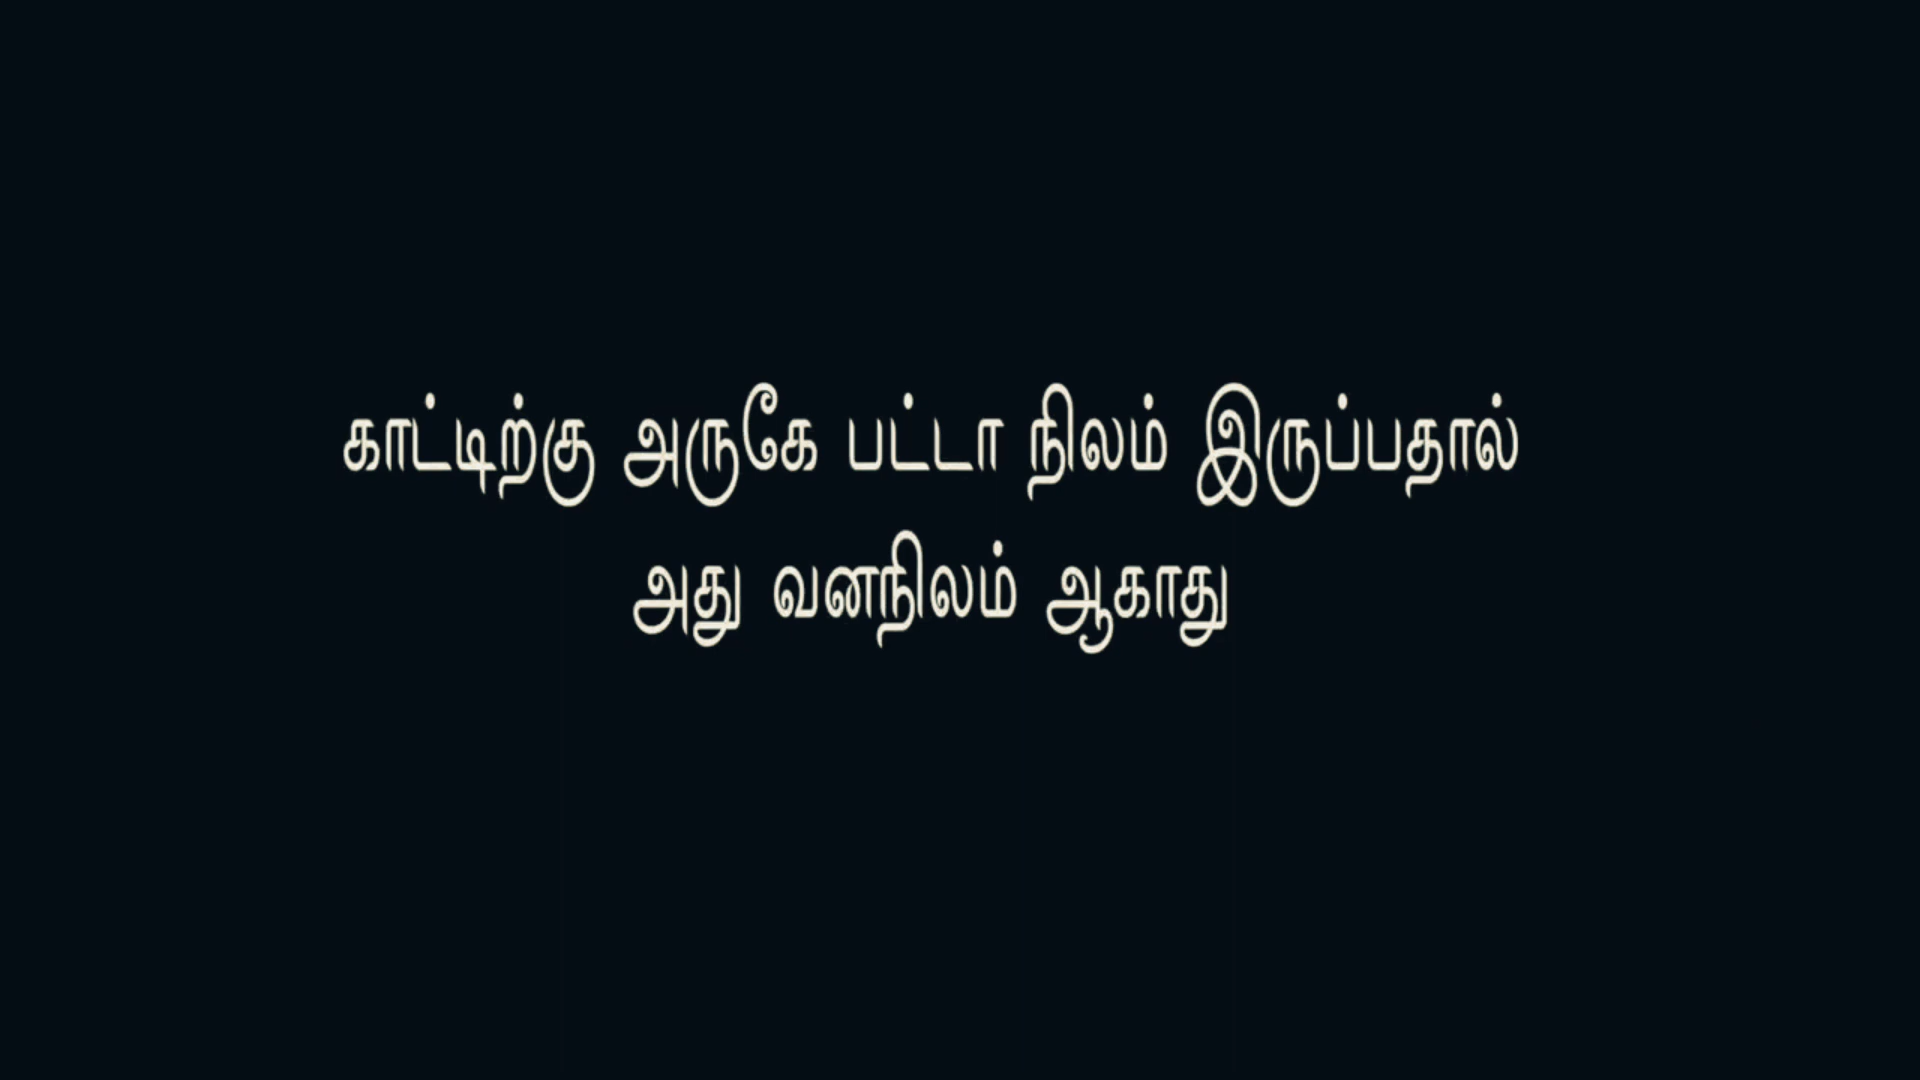 காட்டிற்கு அருகே பட்டா நிலம் இருப்பதால்
அது வனநிலம் ஆகாது